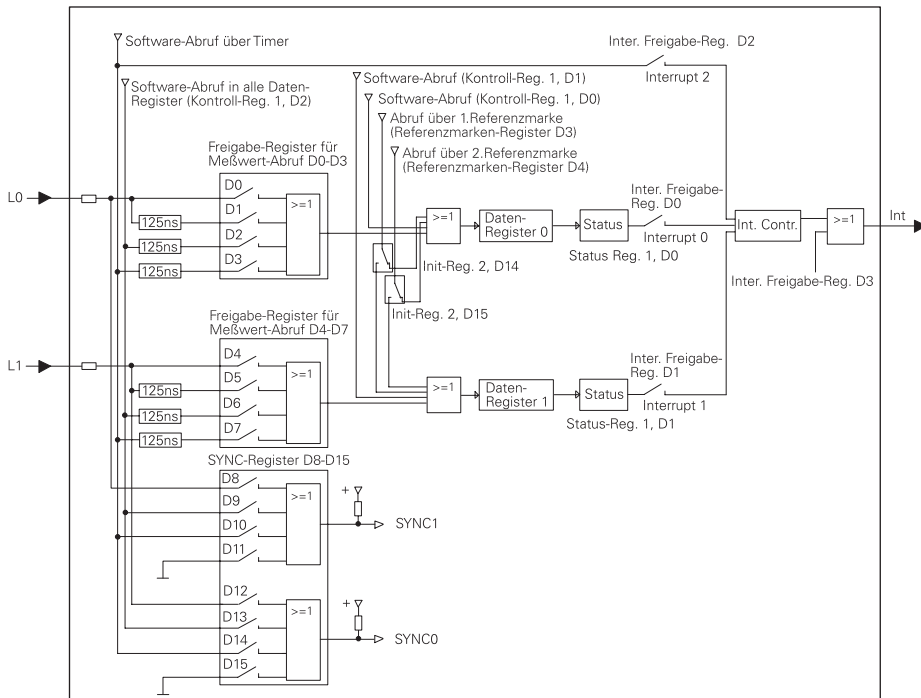 Software-Abruf über Timer
Inter. Freigabe-Reg. D2
Interrupt 2
Software-Abruf in alle Daten-
Register (Kontroll-Reg. 1, D2)
Software-Abruf (Kontroll-Reg. 1, D1)
Software-Abruf (Kontroll-Reg. 1, D0)
Abruf über 1.Referenzmarke
(Referenzmarken-Register D3)
Abruf über 2.Referenzmarke
(Referenzmarken-Register D4)
Freigabe-Register für
Meßwert-Abruf D0-D3
L0
D0
D1
D2
D3
125ns
125ns
125ns
>=1
>=1
Daten-
Register 0
Status
Status Reg. 1, D0
Inter. Freigabe-
Reg. D0
Interrupt 0
Int. Contr.
>=1
Int
Inter. Freigabe-Reg. D3
Init-Reg. 2, D14
Init-Reg. 2, D15
Freigabe-Register für
Meßwert-Abruf D4-D7
L1
D4
D5
D6
D7
125ns
125ns
125ns
>=1
>=1
Daten-
Register 1
Status
Status-Reg. 1, D1
Inter. Freigabe-
Reg. D1
Interrupt 1
SYNC-Register D8-D15
D8
D9
D10
D11
>=1
+
SYNC1
D12
D13
D14
D15
>=1
+
SYNC0